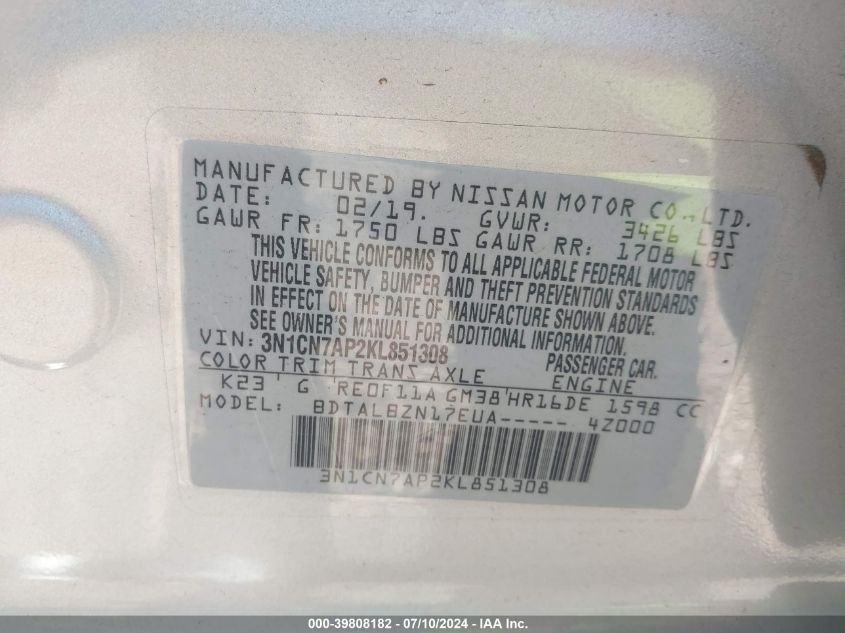 MANUFACTURED BY NISSAN MOTOR CO.,LTD.
DATE: 02/19. GVWR: 3426 LBS
GAWR FR: 1750 LBS GAWR RR: 1708 LBS
THIS VEHICLE CONFORMS TO ALL APPLICABLE FEDERAL MOTOR
VEHICLE SAFETY, BUMPER AND THEFT PREVENTION STANDARDS
IN EFFECT ON THE DATE OF MANUFACTURE SHOWN ABOVE.
SEE OWNER'S MANUAL FOR ADDITIONAL INFORMATION.
VIN: 3N1CN7AP2KL851308 PASSENGER CAR.
COLOR TRIM TRANS AXLE ENGINE
K23 ' G 'RE0F11A GM38'HR16DE 1598 CC
MODEL: BDTALBZN17EUA----- 4Z000
3N1CN7AP2KL851308
000-39808182 - 07/10/2024 - IAA Inc.